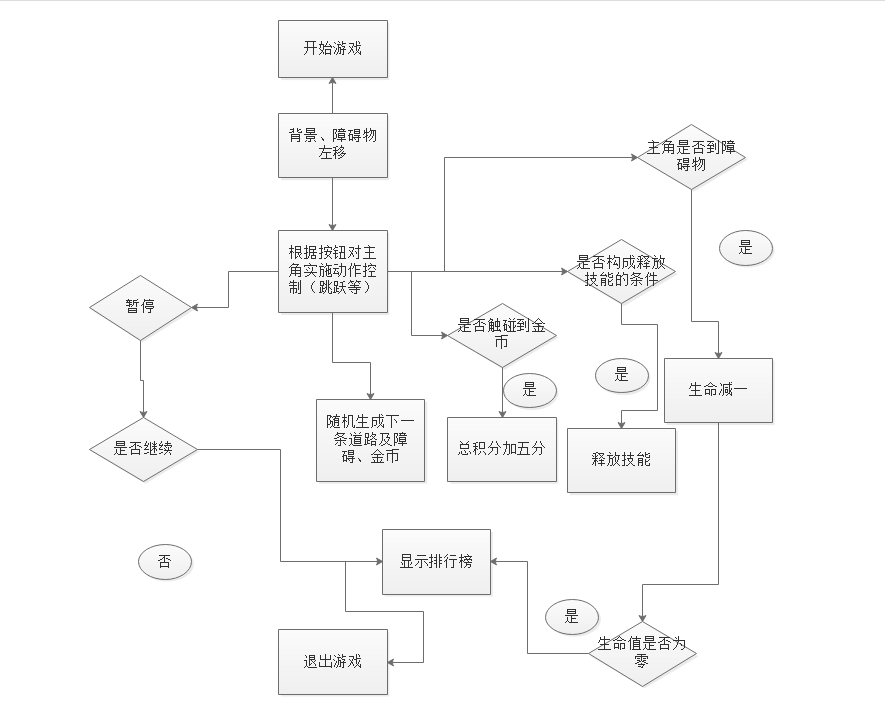 开始游戏
背景、障碍物
左移
主角是否到障
碍物
是
根据按钮对主
角实施动作控
制（跳跃等）
是否构成释放
技能的条件
暂停
是否触碰到金
币
是
是
生命减一
随机生成下一
条道路及障
碍、金币
是否继续
总积分加五分
释放技能
否
显示排行榜
是
生命值是否为
零
退出游戏